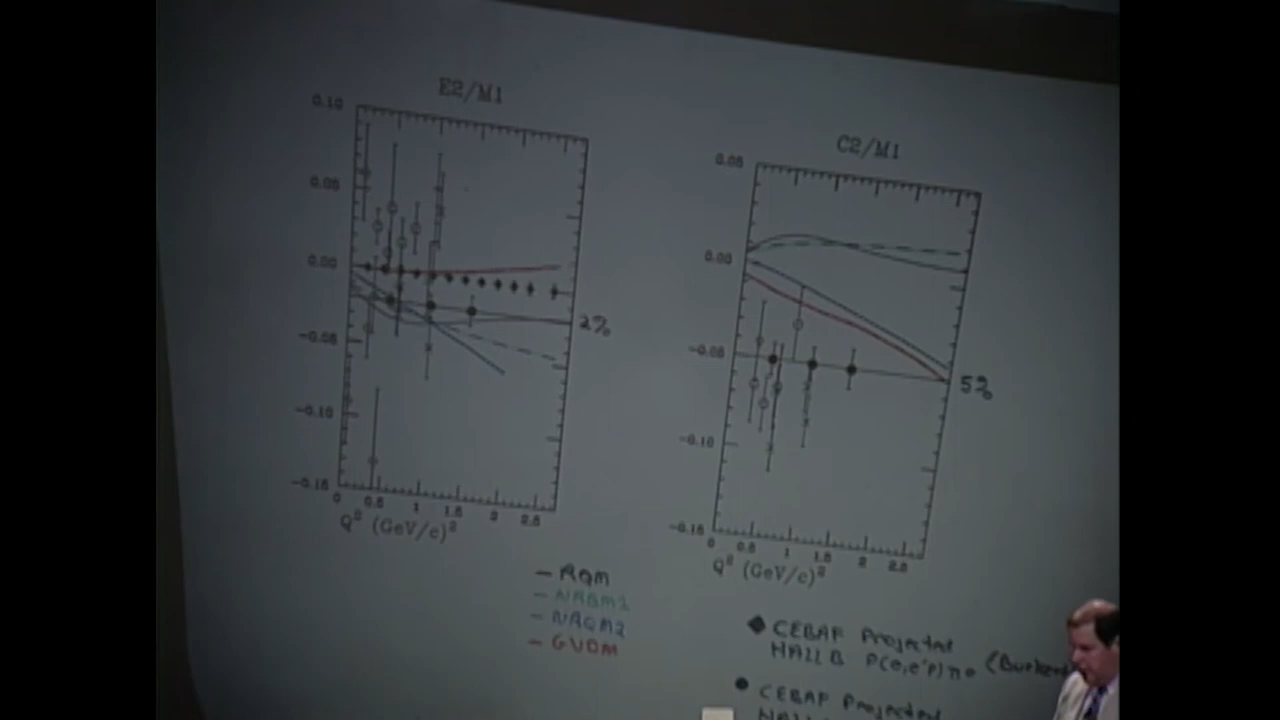 E2/M1
0.10
0.05
0.00
-0.05
-0.10
-0.15
0 0.5 1 1.5 2 2.5
Q² (GeV/c)²
2%
C2/M1
0.05
0.00
-0.05
-0.10
-0.15
0 0.5 1 1.5 2 2.5
Q² (GeV/c)²
5%
— RQM
- NRQM1
- NRQM2
- GVDM
◆ CEBAF Projected
HALL B P(e,e'P)π° (Burkert
● CEBAF Projected